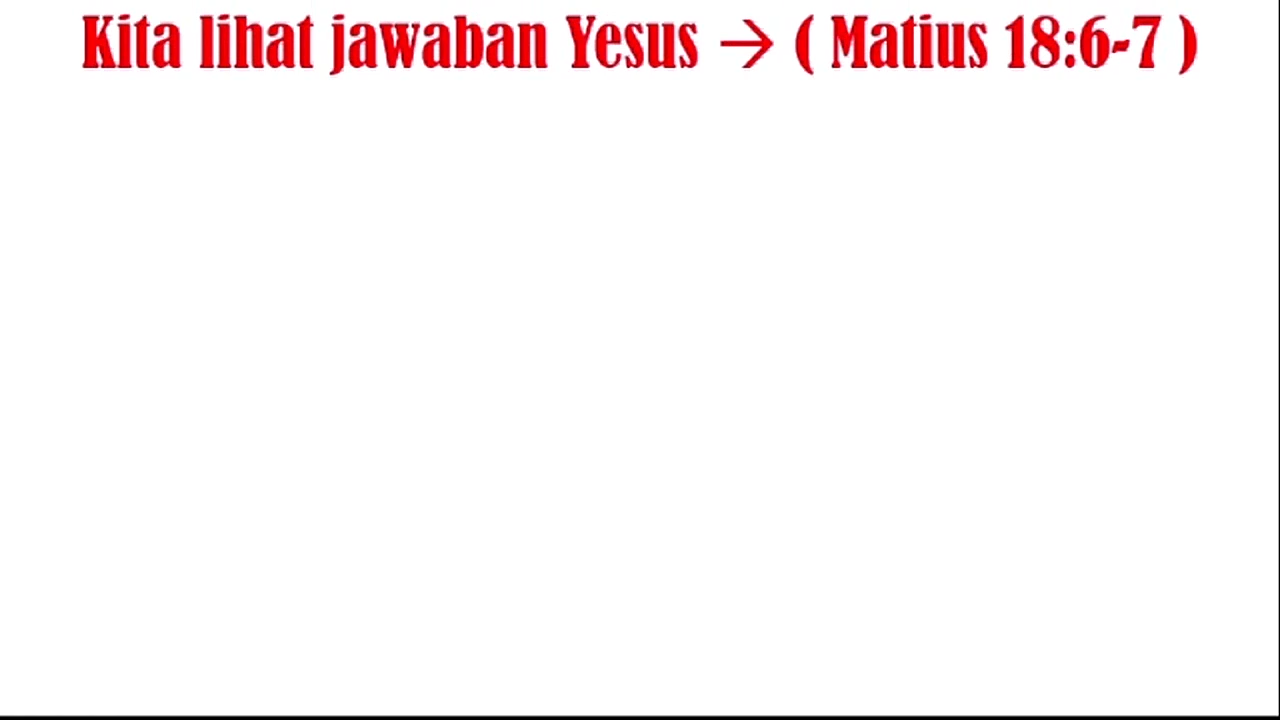 Kita lihat jawaban Yesus → ( Matius 18:6-7 )